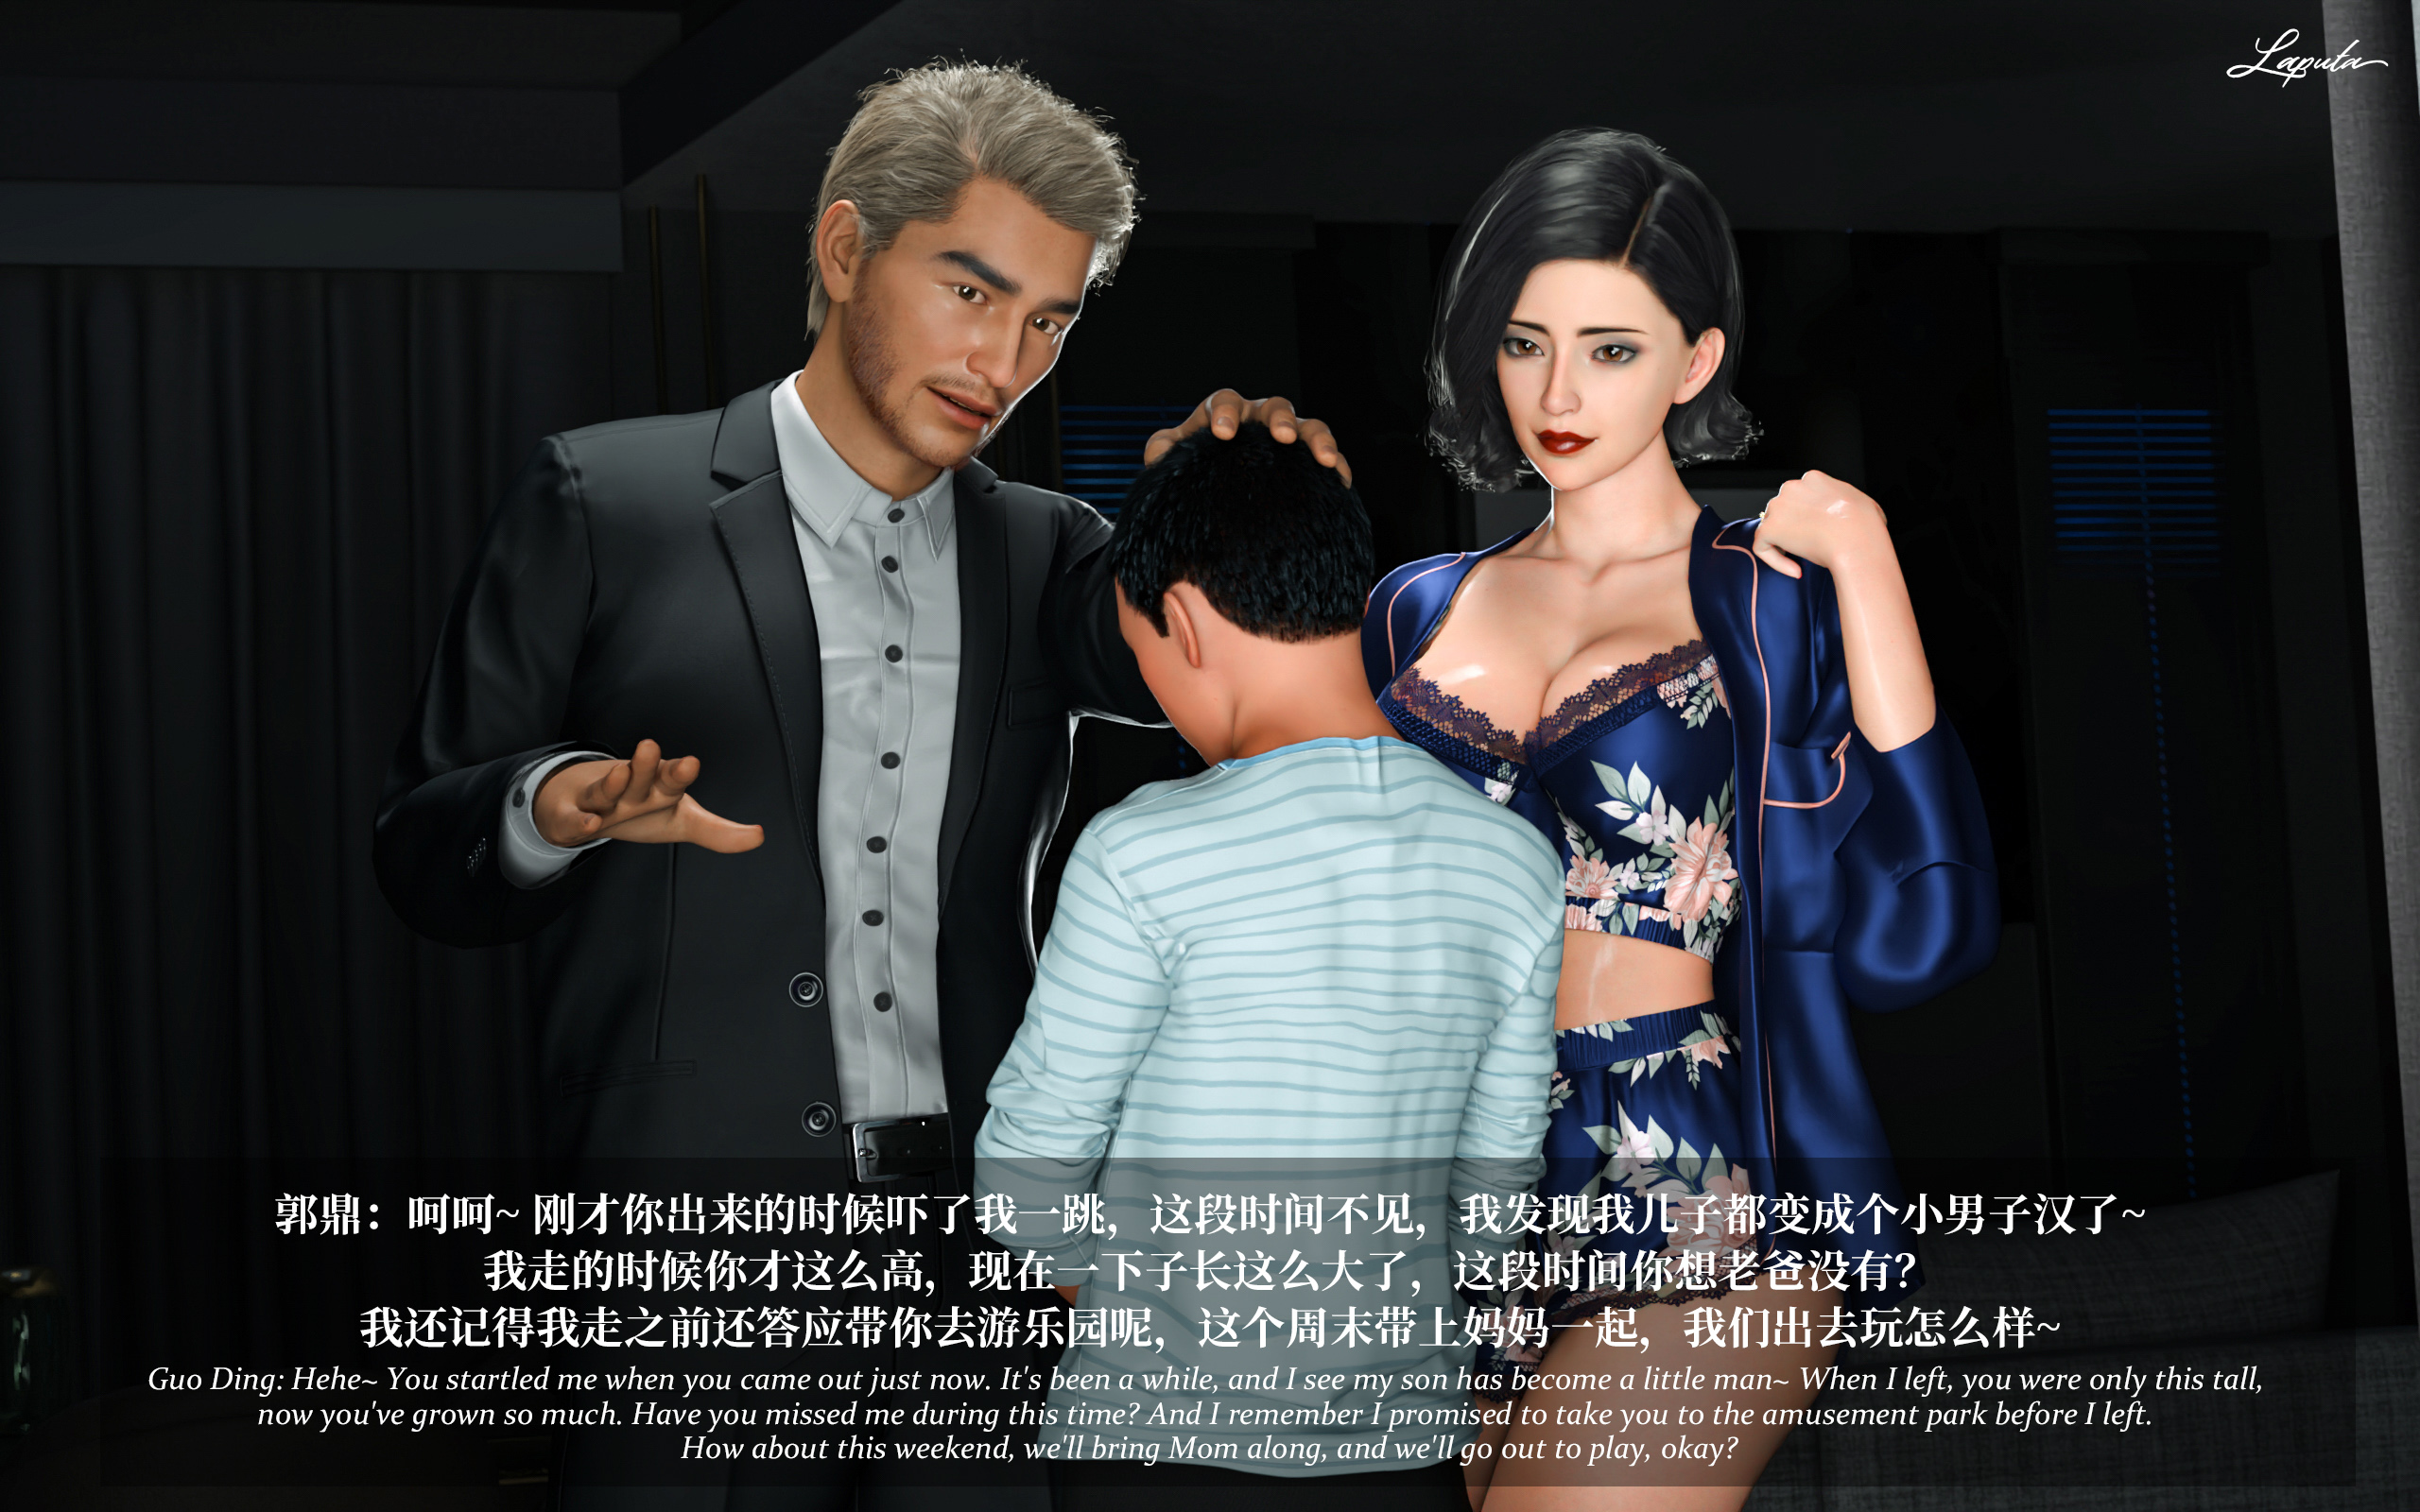 Laputa
郭鼎：呵呵~ 刚才你出来的时候吓了我一跳，这段时间不见，我发现我儿子都变成个小男子汉了~
我走的时候你才这么高，现在一下子长这么大了，这段时间你想老爸没有？
我还记得我走之前还答应带你去游乐园呢，这个周末带上妈妈一起，我们出去玩怎么样~
Guo Ding: Hehe~ You startled me when you came out just now. It's been a while, and I see my son has become a little man~ When I left, you were only this tall,
now you've grown so much. Have you missed me during this time? And I remember I promised to take you to the amusement park before I left.
How about this weekend, we'll bring Mom along, and we'll go out to play, okay?